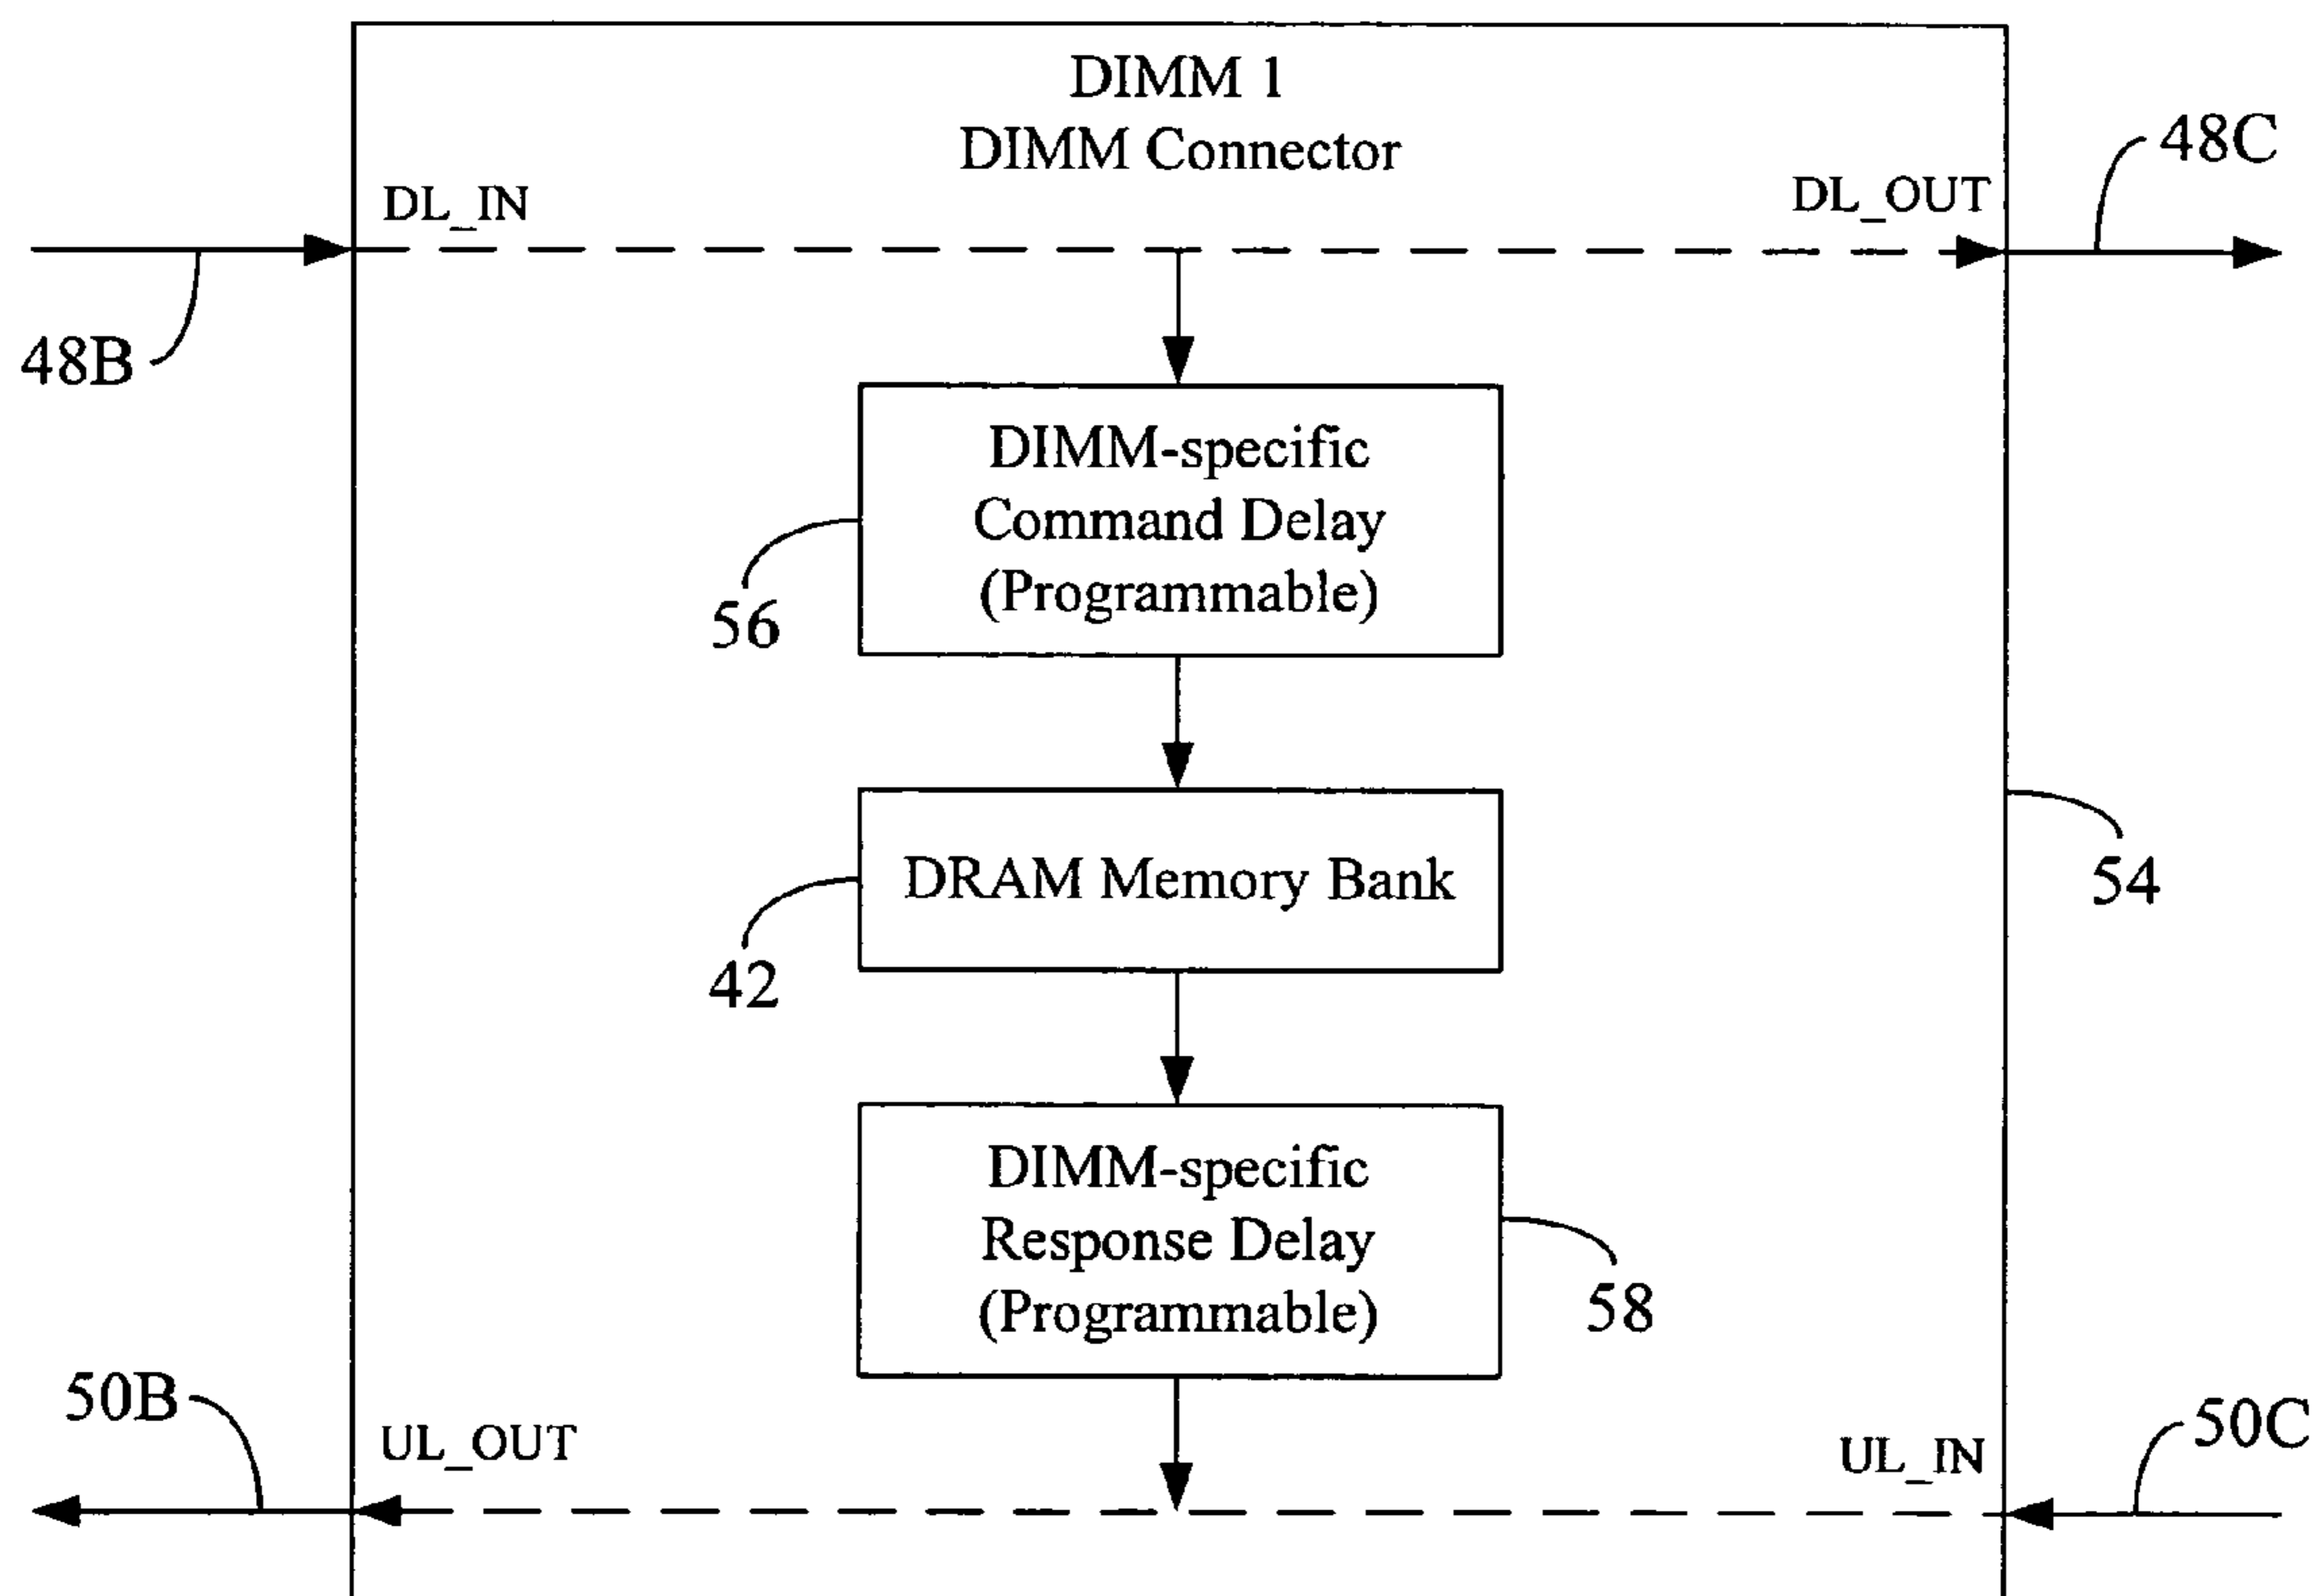 DIMM 1
DIMM Connector
48C
DL_IN
DL_OUT
48B
DIMM-specific
Command Delay
(Programmable)
56
DRAM Memory Bank
54
42
DIMM-specific
Response Delay
(Programmable)
58
50B
50C
UL_OUT
UL_IN